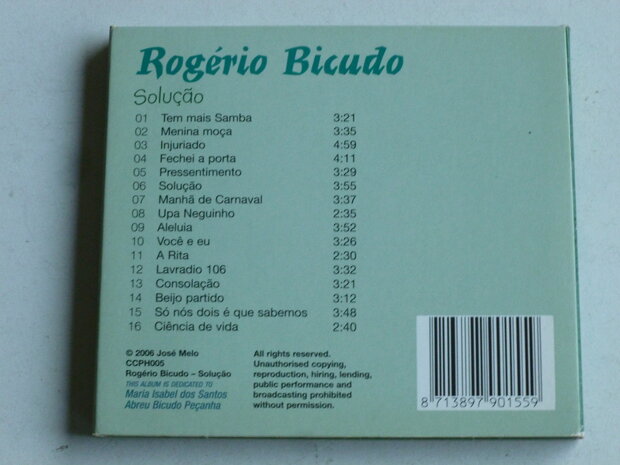 Rogério Bicudo
Solução
01 Tem mais Samba 3:21
02 Menina moça 3:35
03 Injuriado 4:59
04 Fechei a porta 4:11
05 Pressentimento 3:29
06 Solução 3:55
07 Manhã de Carnaval 3:37
08 Upa Neguinho 2:35
09 Aleluia 3:52
10 Você e eu 3:26
11 A Rita 2:30
12 Lavradio 106 3:32
13 Consolação 3:21
14 Beijo partido 3:12
15 Só nós dois é que sabemos 3:48
16 Ciência de vida 2:40
© 2006 José Melo
CCPH005
Rogério Bicudo – Solução
THIS ALBUM IS DEDICATED TO
Maria Isabel dos Santos
Abreu Bicudo Peçanha
All rights reserved.
Unauthorised copying,
reproduction, hiring, lending,
public performance and
broadcasting prohibited
without permission.
8 713897 901559